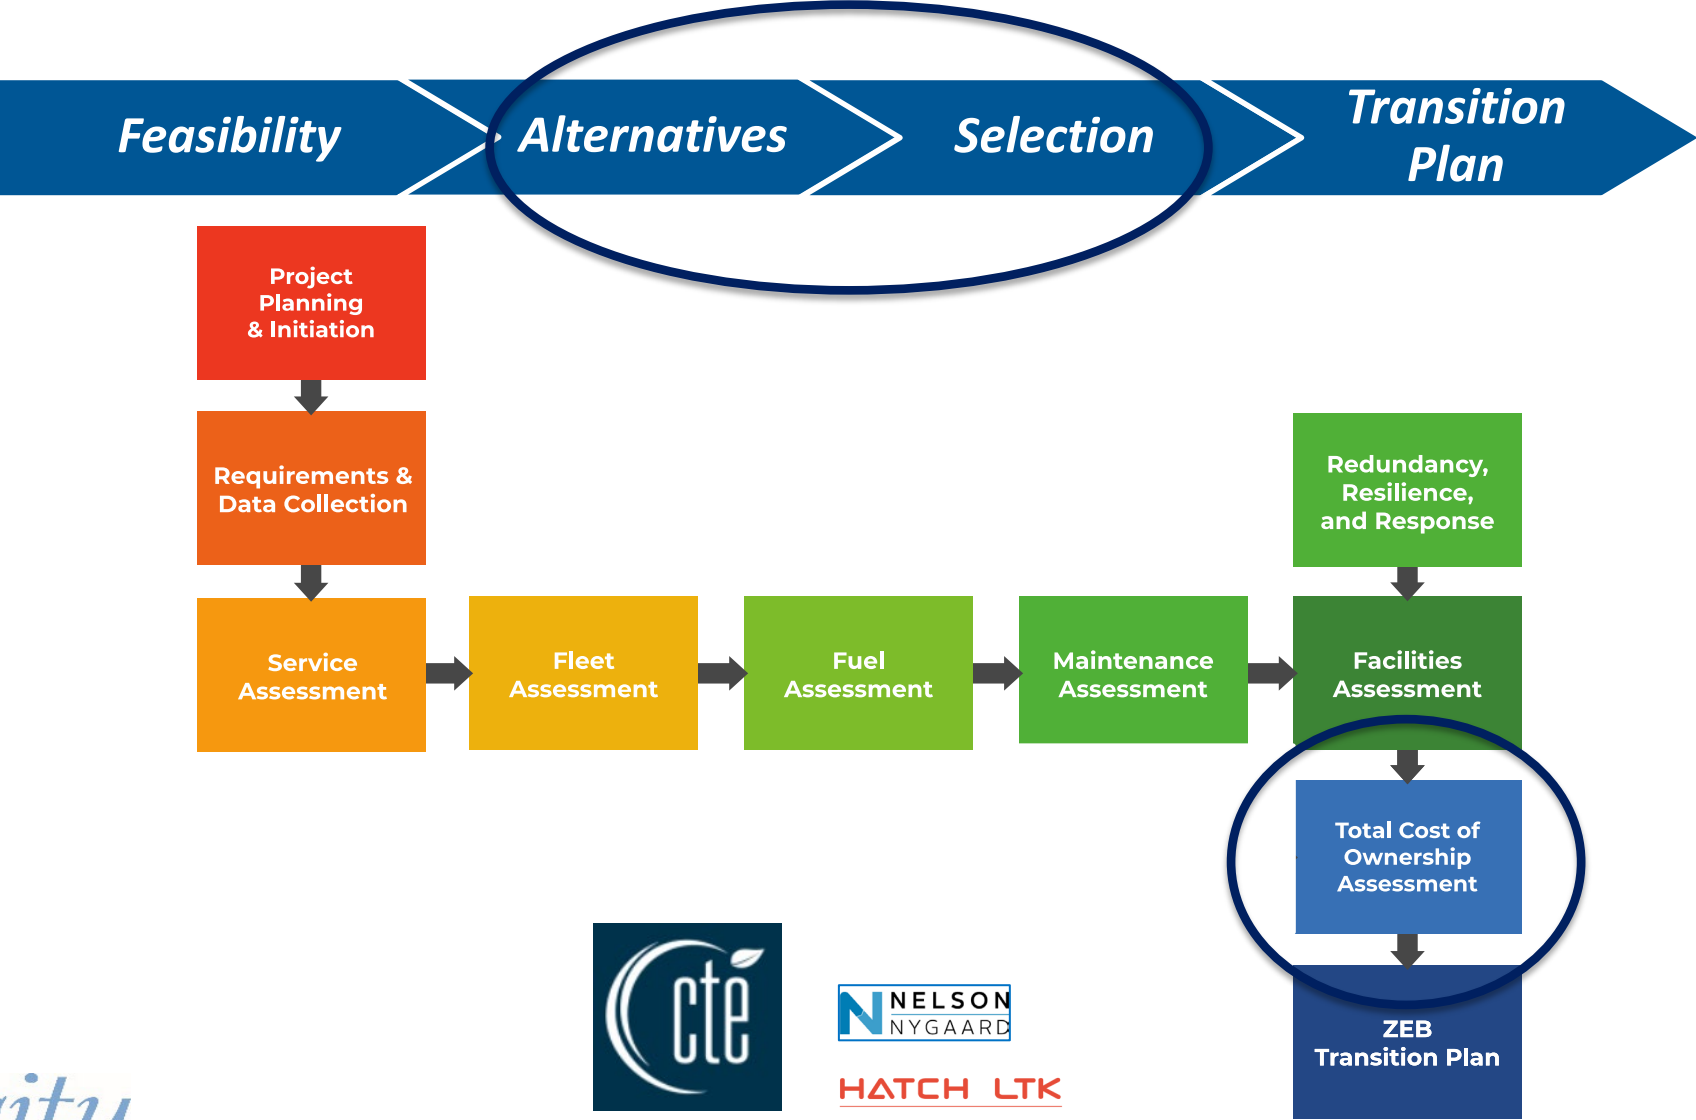 Feasibility
Alternatives
Selection
Transition
Plan
Project
Planning
& Initiation
Requirements &
Data Collection
Redundancy,
Resilience,
and Response
Service
Assessment
Fleet
Assessment
Fuel
Assessment
Maintenance
Assessment
Facilities
Assessment
Total Cost of
Ownership
Assessment
ZEB
Transition Plan
cte
NELSON
NYGAARD
HATCH LTK